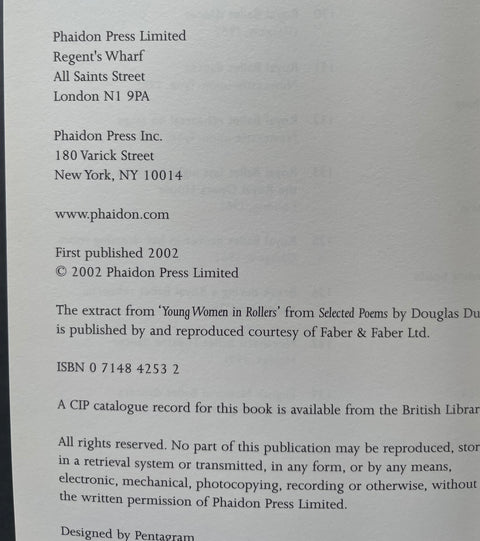 Phaidon Press Limited
Regent's Wharf
All Saints Street
London N1 9PA
Phaidon Press Inc.
180 Varick Street
New York, NY 10014
www.phaidon.com
First published 2002
© 2002 Phaidon Press Limited
The extract from 'Young Women in Rollers' from Selected Poems by Douglas Du
is published by and reproduced courtesy of Faber & Faber Ltd.
ISBN 0 7148 4253 2
A CIP catalogue record for this book is available from the British Librar
All rights reserved. No part of this publication may be reproduced, stor
in a retrieval system or transmitted, in any form, or by any means,
electronic, mechanical, photocopying, recording or otherwise, without
the written permission of Phaidon Press Limited.
Designed by Pentagram